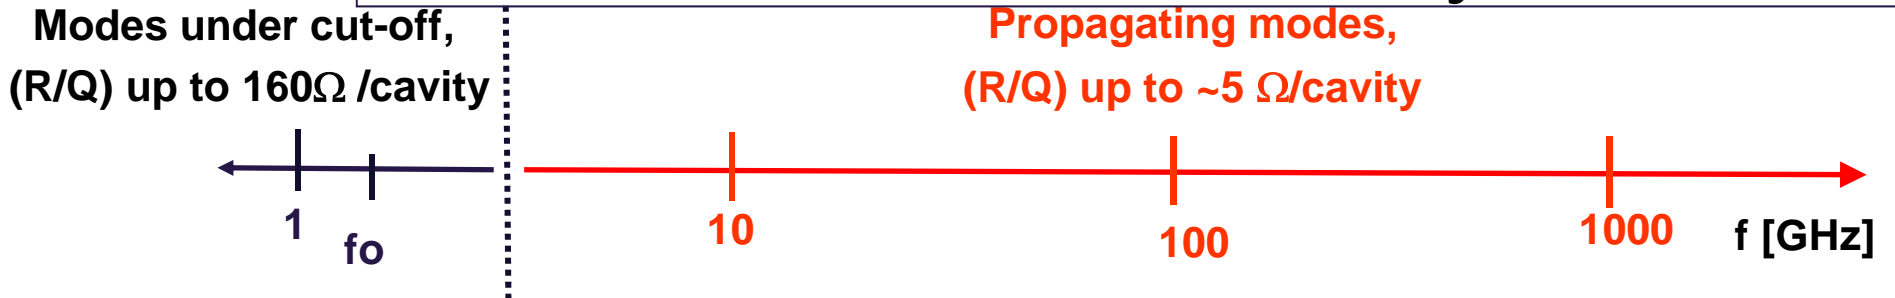 Modes under cut-off,
(R/Q) up to 160Ω /cavity
Propagating modes,
(R/Q) up to ~5 Ω/cavity
1
fo
10
100
1000
f [GHz]